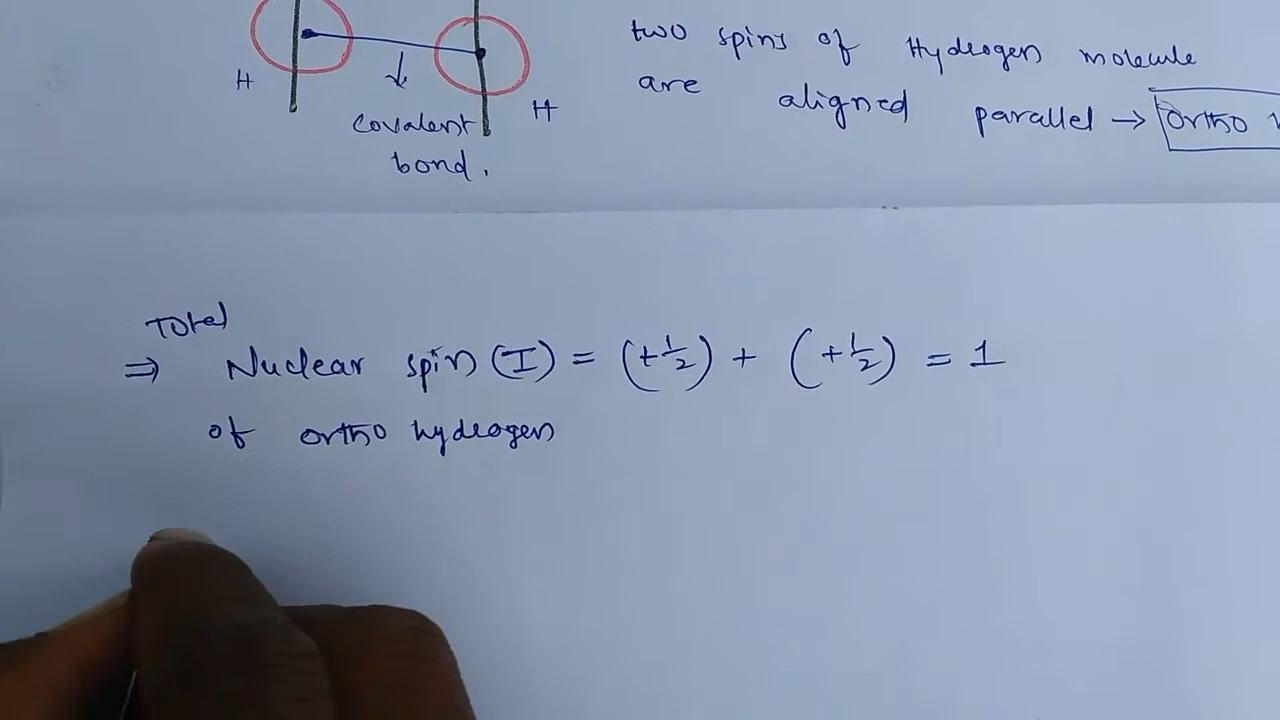 two spins of Hydrogen molecule
are aligned parallel → Ortho
H
H
covalent
bond.
Total
⇒ Nuclear spin (I) = (+1/2) + (+1/2) = 1
of ortho hydrogen